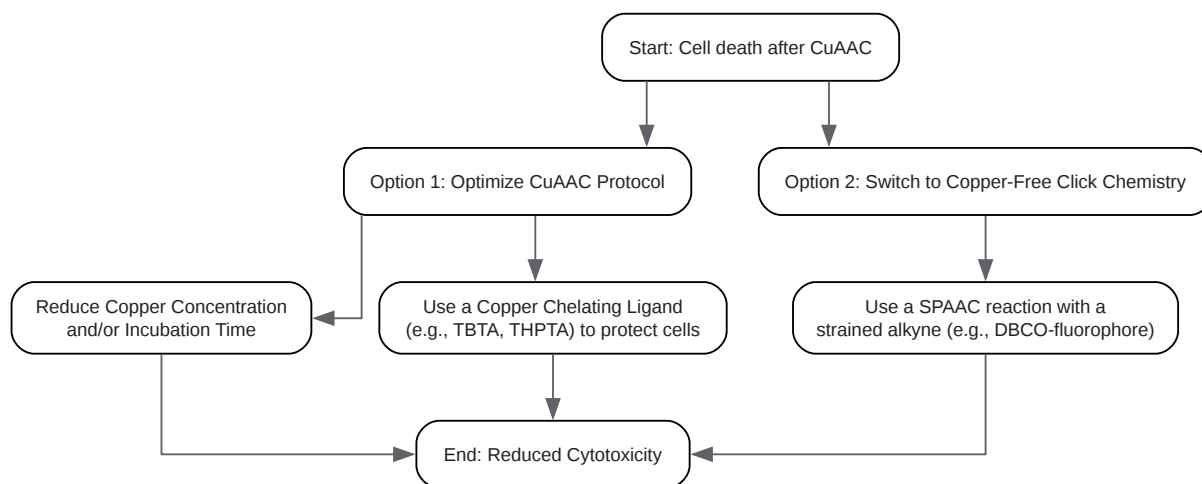 Start: Cell death after CuAAC
Option 1: Optimize CuAAC Protocol
Option 2: Switch to Copper-Free Click Chemistry
Reduce Copper Concentration
and/or Incubation Time
Use a Copper Chelating Ligand
(e.g., TBTA, THPTA) to protect cells
Use a SPAAC reaction with a
strained alkyne (e.g., DBCO-fluorophore)
End: Reduced Cytotoxicity